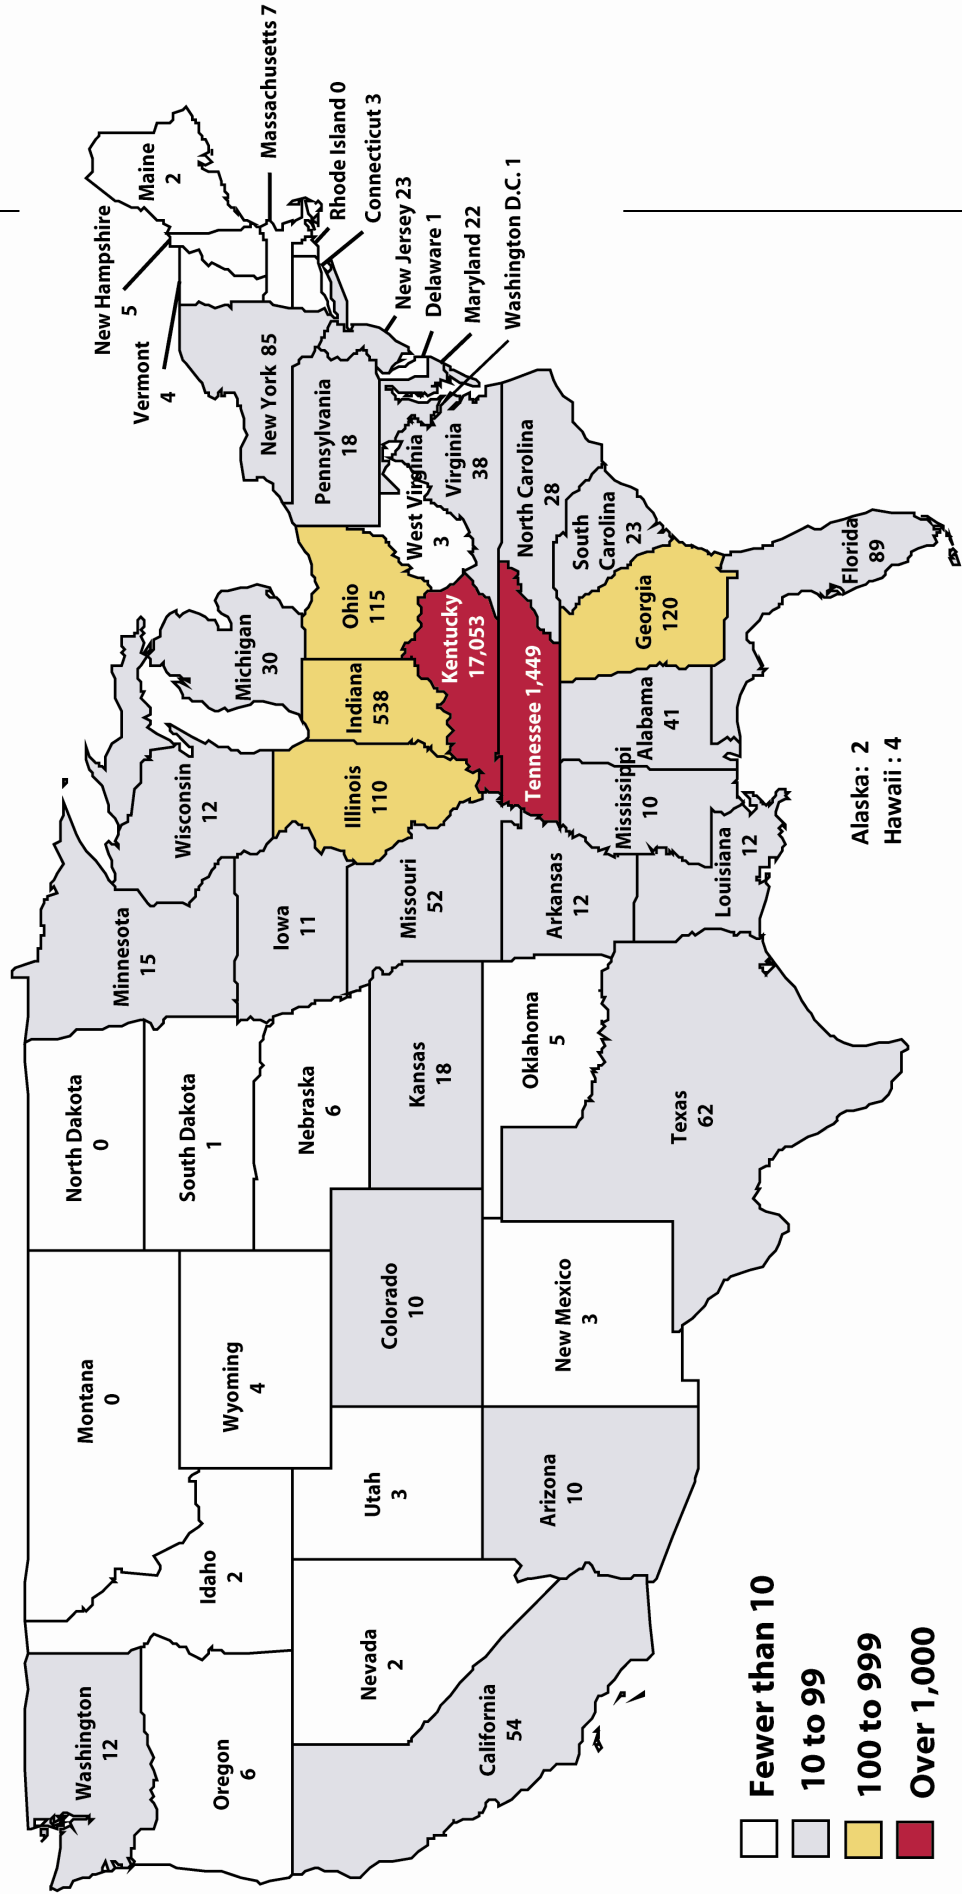 Washington
12
Oregon
6
California
54
Nevada
2
Idaho
2
Montana
0
Wyoming
4
Utah
3
Arizona
10
Colorado
10
New Mexico
3
North Dakota
0
South Dakota
1
Nebraska
6
Kansas
18
Oklahoma
5
Texas
62
Minnesota
15
Iowa
11
Missouri
52
Arkansas
12
Louisiana
12
Wisconsin
12
Illinois
110
Michigan
30
Indiana
538
Ohio
115
Kentucky
17,053
Tennessee 1,449
Mississippi
10
Alabama
41
Georgia
120
Florida
89
South
Carolina
23
North Carolina
28
Virginia
38
West Virginia
3
Pennsylvania
18
New York 85
Vermont
4
New Hampshire
5
Maine
2
Massachusetts 7
Rhode Island 0
Connecticut 3
New Jersey 23
Delaware 1
Maryland 22
Washington D.C. 1
Alaska: 2
Hawaii : 4
Fewer than 10
10 to 99
100 to 999
Over 1,000